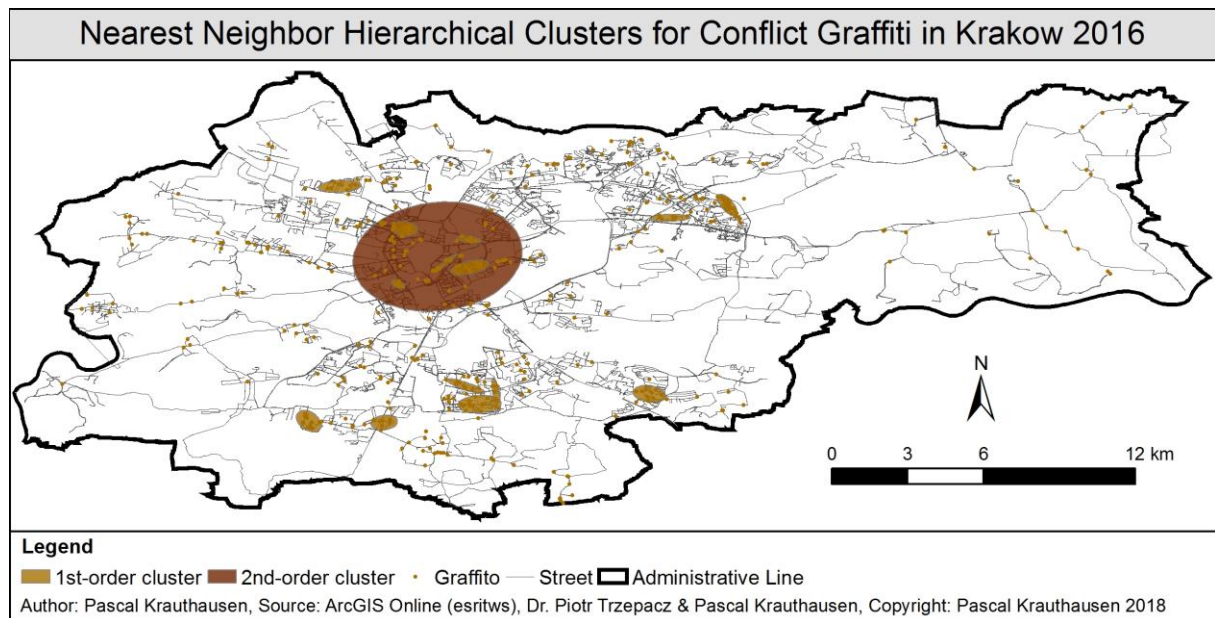 Nearest Neighbor Hierarchical Clusters for Conflict Graffiti in Krakow 2016
N
0 3 6 12 km
Legend
1st-order cluster 2nd-order cluster Graffito Street Administrative Line
Author: Pascal Krauthausen, Source: ArcGIS Online (esritws), Dr. Piotr Trzepacz & Pascal Krauthausen, Copyright: Pascal Krauthausen 2018